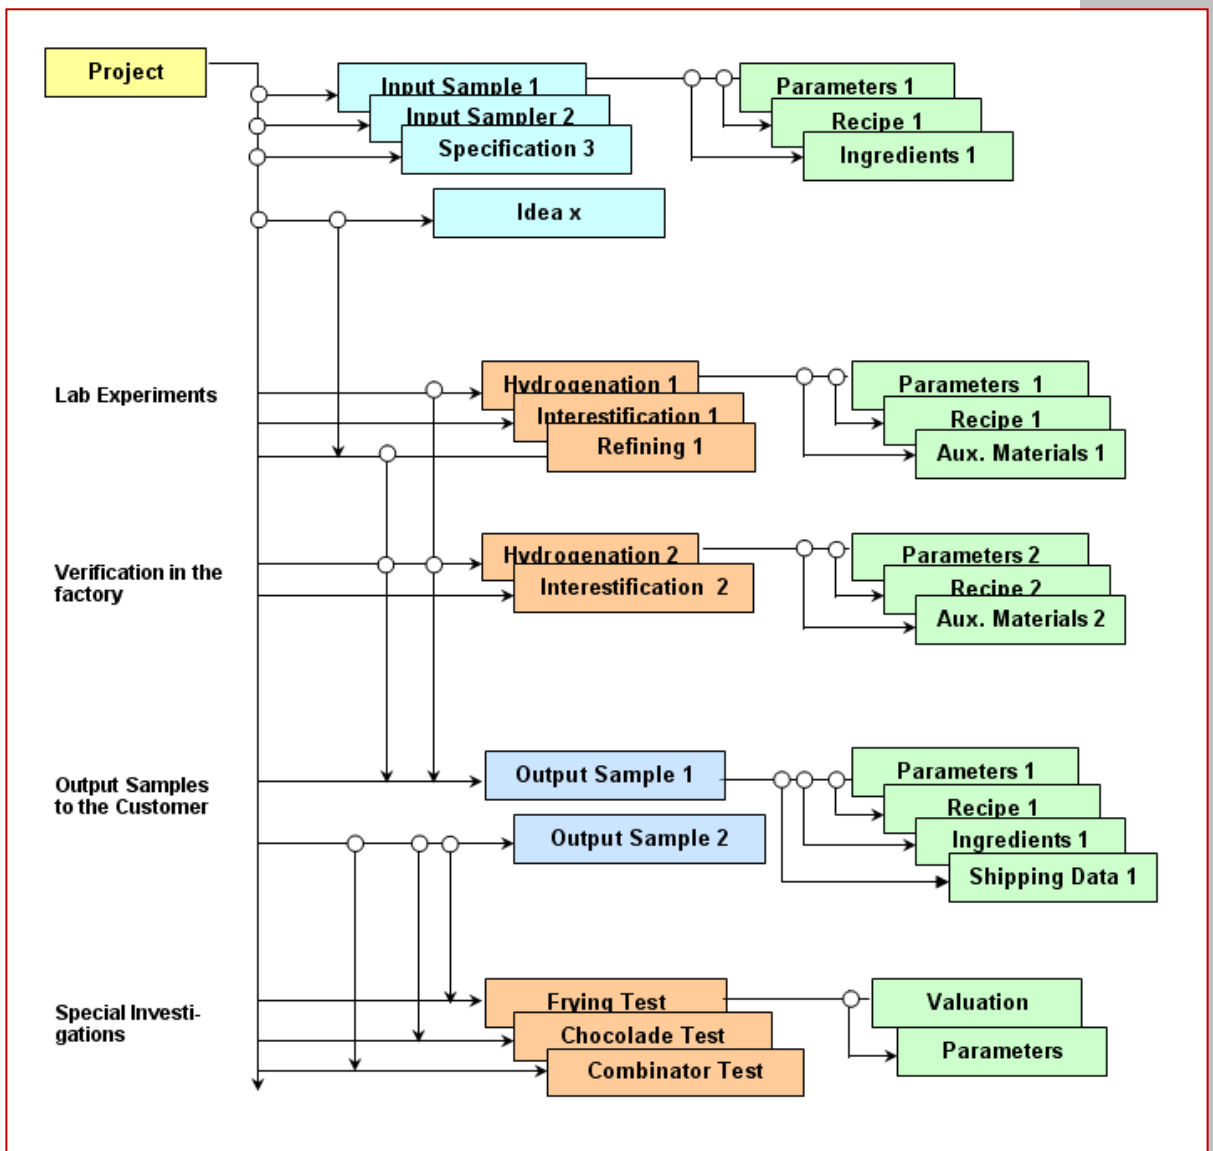 Project
Input Sample 1
Parameters 1
Input Sampler 2
Recipe 1
Specification 3
Ingredients 1
Idea x
Lab Experiments
Hydrogenation 1
Parameters 1
Interestification 1
Recipe 1
Refining 1
Aux. Materials 1
Verification in the
factory
Hydrogenation 2
Parameters 2
Interestification 2
Recipe 2
Aux. Materials 2
Output Samples
to the Customer
Output Sample 1
Parameters 1
Recipe 1
Output Sample 2
Ingredients 1
Shipping Data 1
Special Investi-
gations
Frying Test
Valuation
Chocolade Test
Parameters
Combinator Test